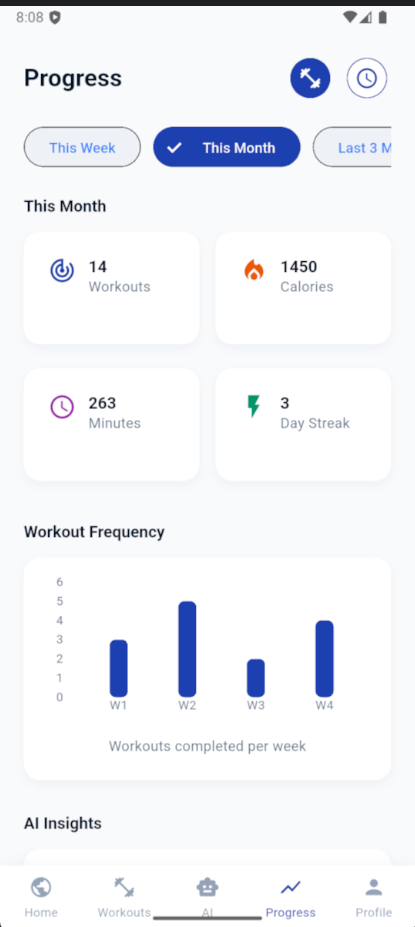 8:08
Progress
This Week
This Month
Last 3 M
This Month
14
Workouts
1450
Calories
263
Minutes
3
Day Streak
Workout Frequency
6
5
4
3
2
1
0
W1 W2 W3 W4
Workouts completed per week
AI Insights
Home Workouts AI Progress Profile